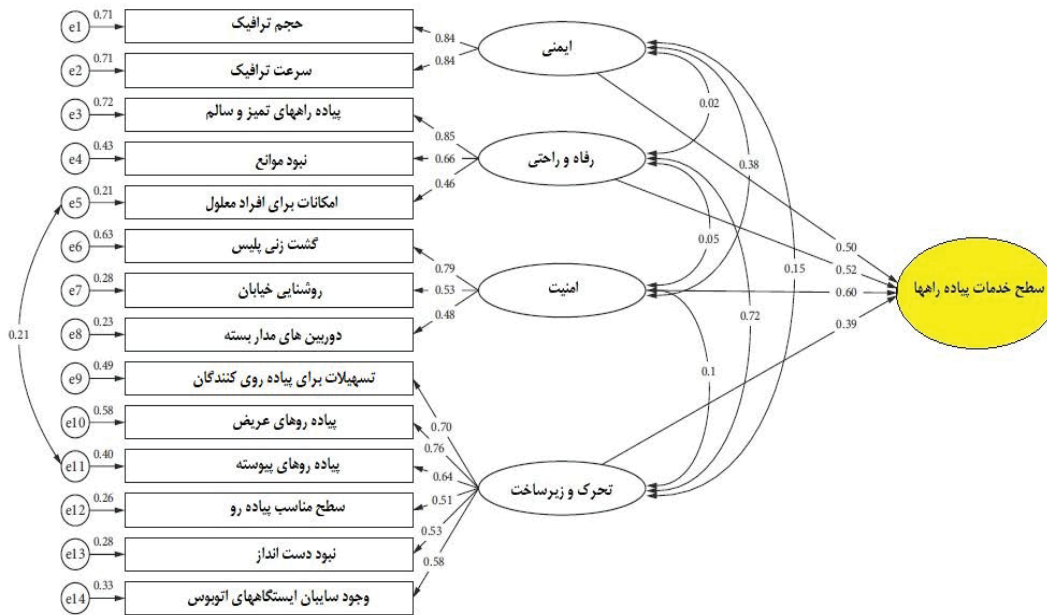 e1 0.71 حجم ترافیک
e2 0.71 سرعت ترافیک
e3 0.72 پیاده راههای تمیز و سالم
e4 0.43 نبود موانع
e5 0.21 امکانات برای افراد معلول
e6 0.63 گشت زنی پلیس
e7 0.28 روشنایی خیابان
e8 0.23 دوربین های مدار بسته
e9 0.49 تسهیلات برای پیاده روی کنندگان
e10 0.58 پیاده روهای عریض
e11 0.40 پیاده روهای پیوسته
e12 0.26 سطح مناسب پیاده رو
e13 0.28 نبود دست انداز
e14 0.33 وجود سایبان ایستگاههای اتوبوس
0.21
0.84
0.84
0.85
0.66
0.46
0.79
0.53
0.48
0.70
0.76
0.64
0.51
0.53
0.58
ایمنی
رفاه و راحتی
امنیت
تحرک و زیرساخت
0.02
0.38
0.05
0.15
0.72
0.1
0.50
0.52
0.60
0.39
سطح خدمات پیاده راهها